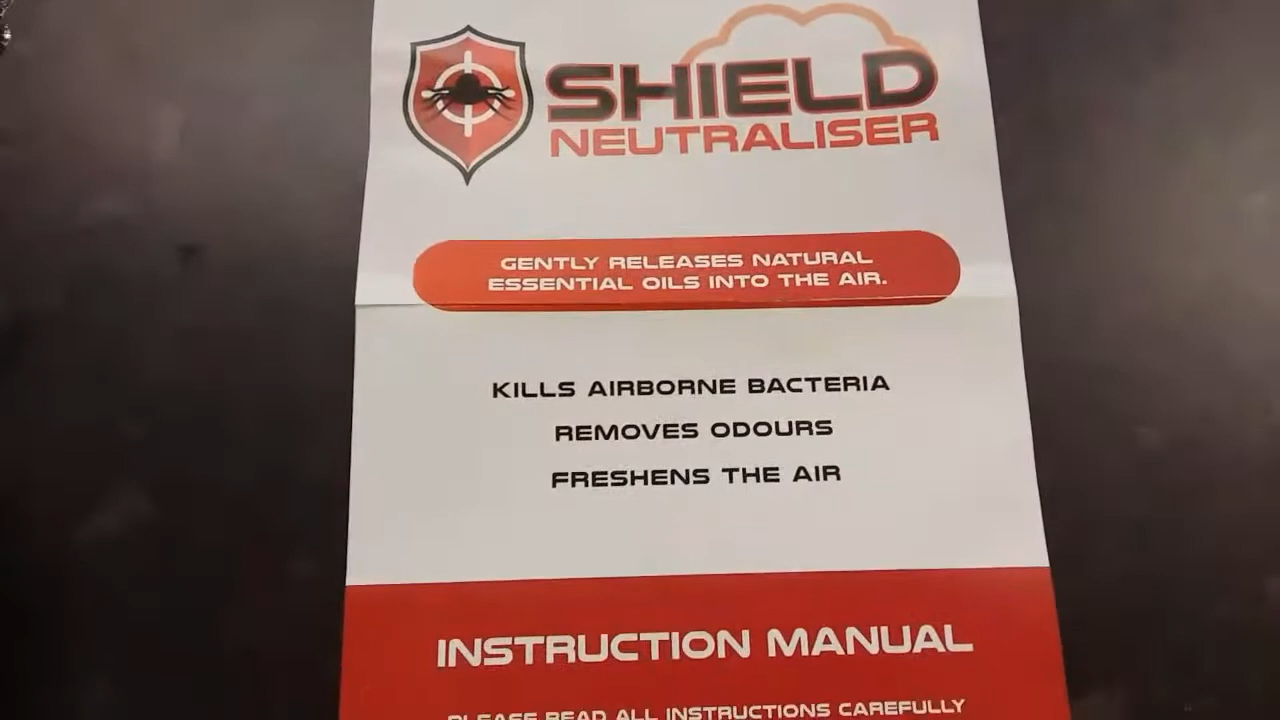 SHIELD
NEUTRALISER
GENTLY RELEASES NATURAL
ESSENTIAL OILS INTO THE AIR.
KILLS AIRBORNE BACTERIA
REMOVES ODOURS
FRESHENS THE AIR
INSTRUCTION MANUAL
PLEASE READ ALL INSTRUCTIONS CAREFULLY